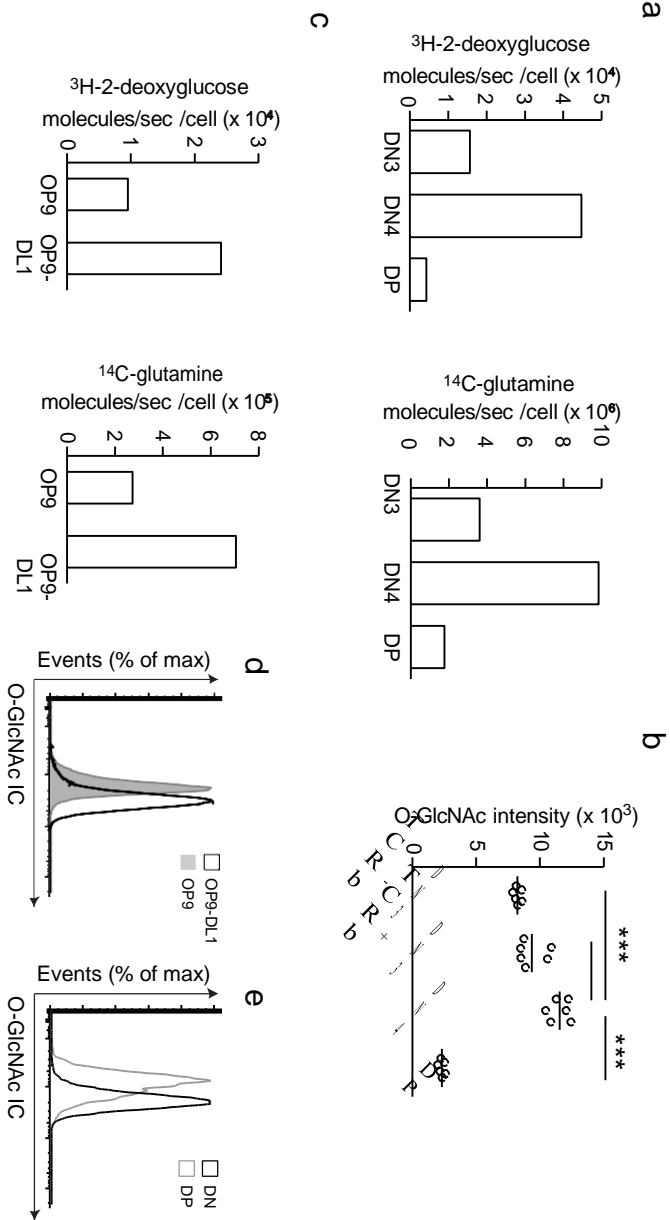 a
³H-2-deoxyglucose
molecules/sec /cell (x 10⁴)
0
1
2
3
4
5
DN3
DN4
DP
¹⁴C-glutamine
molecules/sec /cell (x 10⁶)
0
2
4
6
8
10
DN3
DN4
DP
b
O-GlcNAc intensity (x 10³)
0
5
10
15
***
***
c
³H-2-deoxyglucose
molecules/sec /cell (x 10⁴)
0
1
2
3
OP9
OP9-
DL1
¹⁴C-glutamine
molecules/sec /cell (x 10⁵)
0
2
4
6
8
OP9
OP9-
DL1
d
Events (% of max)
O-GlcNAc IC
OP9-DL1
OP9
e
Events (% of max)
O-GlcNAc IC
DN
DP